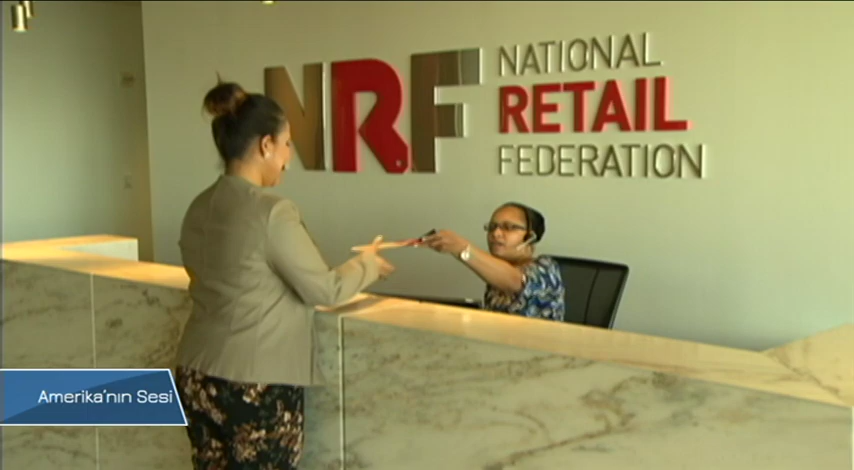 NRF
NATIONAL
RETAIL
FEDERATION
Amerika'nın Sesi